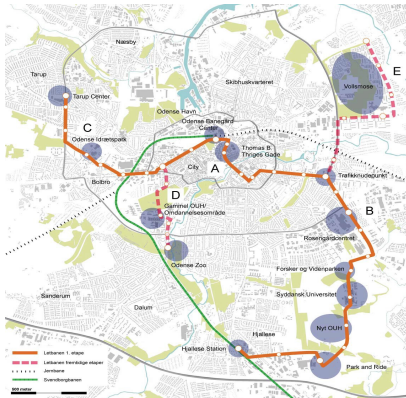 Næsby
E
Tarup
Skibhuskvarteret
Vollsmose
Tarup Center
Odense Havn
C
Odense Banegård
Center
Odense Idrætspark
Thomas B.
Thriges Gade
A
City
Trafikknudepunkt
Bolbro
D
Gammel OUH/
Omdannelsesområde
B
Rosengårdcentret
Odense Zoo
Forsker og Videnparken
Syddansk Universitet
Sanderum
Dalum
Nyt OUH
Hjallese
Hjallese Station
Park and Ride
Letbanen 1. etape
Letbanen fremtidige etaper
Jernbane
Svendborgbanen
500 meter